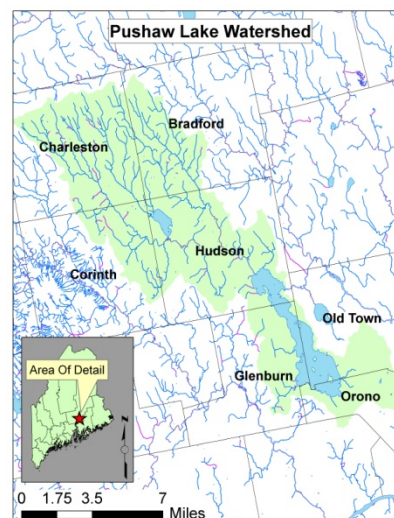 Pushaw Lake Watershed
Bradford
Charleston
Hudson
Corinth
Old Town
Glenburn
Orono
Area Of Detail
N
0 1.75 3.5 7
Miles